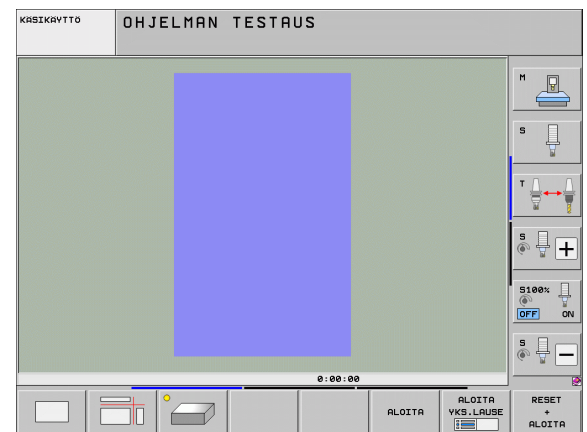 KÄSIKÄYTTÖ
OHJELMAN TESTAUS
M
S
T
S
S100%
OFF ON
S
0:00:00
ALOITA
ALOITA
YKS.LAUSE
RESET
+
ALOITA